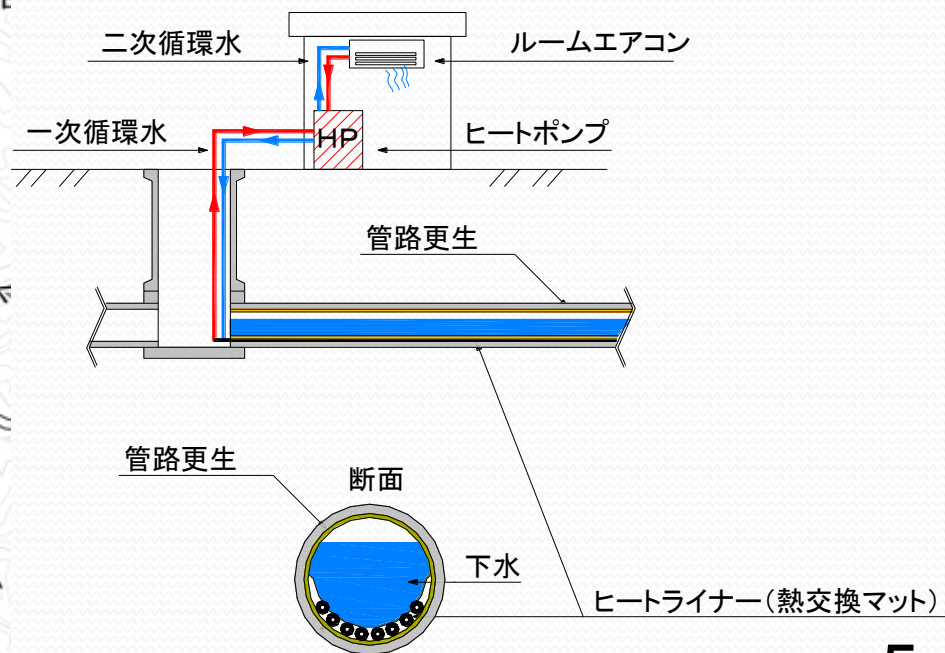 二次循環水
ルームエアコン
一次循環水
HP
ヒートポンプ
管路更生
管路更生
断面
下水
ヒートライナー(熱交換マット)